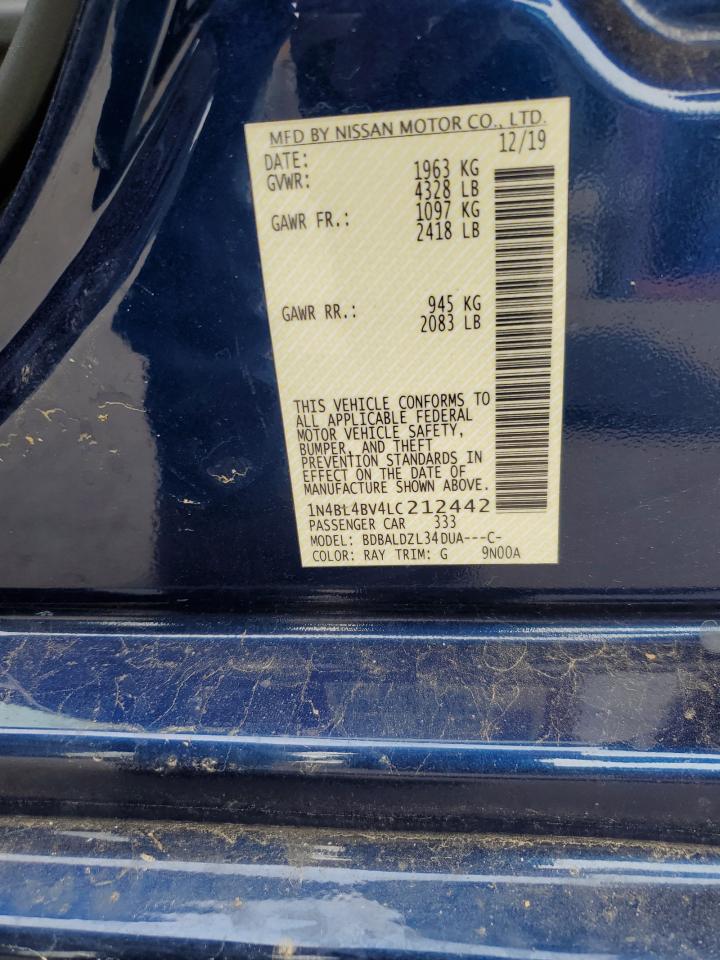 MFD BY NISSAN MOTOR CO., LTD.
DATE: 12/19
GVWR: 1963 KG
4328 LB
GAWR FR.: 1097 KG
2418 LB
GAWR RR.: 945 KG
2083 LB
THIS VEHICLE CONFORMS TO
ALL APPLICABLE FEDERAL
MOTOR VEHICLE SAFETY,
BUMPER, AND THEFT
PREVENTION STANDARDS IN
EFFECT ON THE DATE OF
MANUFACTURE SHOWN ABOVE.
1N4BL4BV4LC212442
PASSENGER CAR 333
MODEL: BDBALDZL34DUA---C-
COLOR: RAY TRIM: G 9N00A